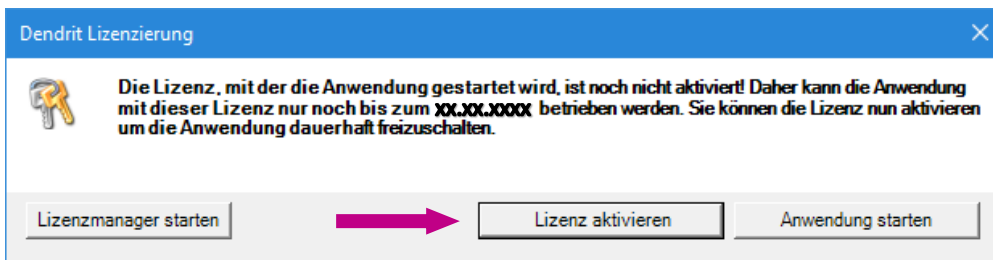 Dendrit Lizenzierung
Die Lizenz, mit der die Anwendung gestartet wird, ist noch nicht aktiviert! Daher kann die Anwendung
mit dieser Lizenz nur noch bis zum xx.xx.xxxx betrieben werden. Sie können die Lizenz nun aktivieren
um die Anwendung dauerhaft freizuschalten.
Lizenzmanager starten
Lizenz aktivieren
Anwendung starten